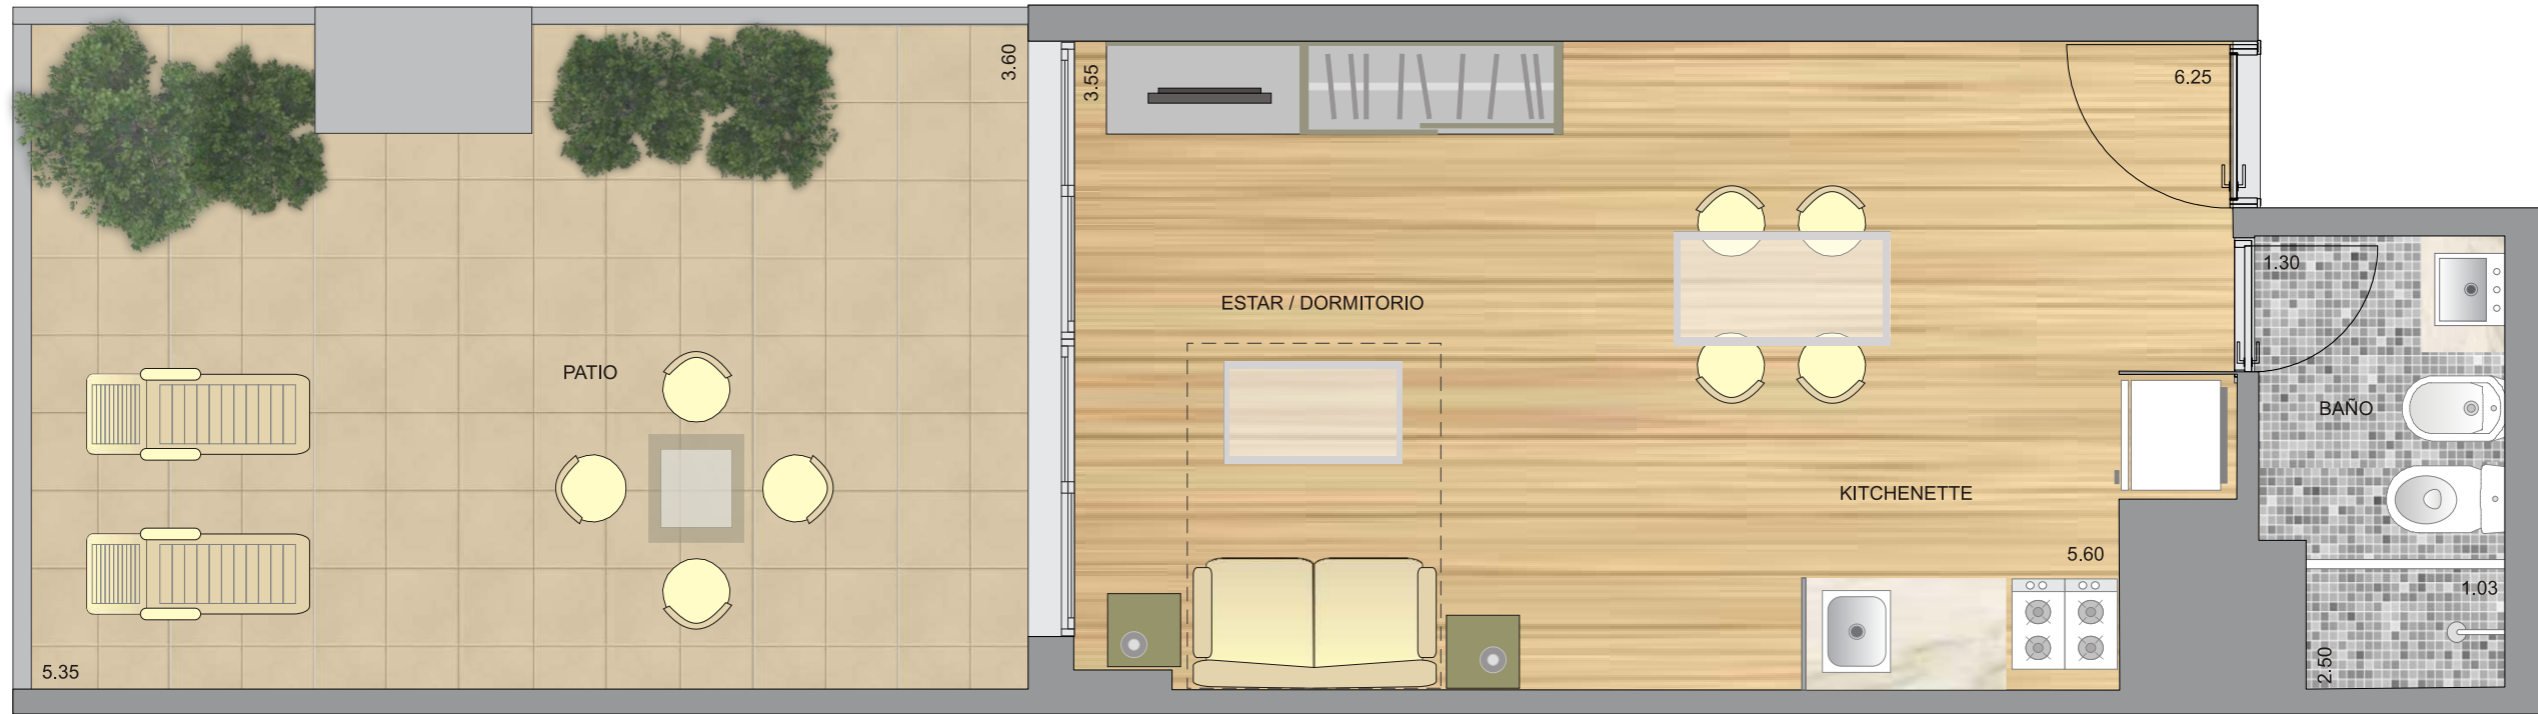 3.60
3.55
6.25
1.30
ESTAR / DORMITORIO
PATIO
BAÑO
KITCHENETTE
5.60
1.03
5.35
2.50